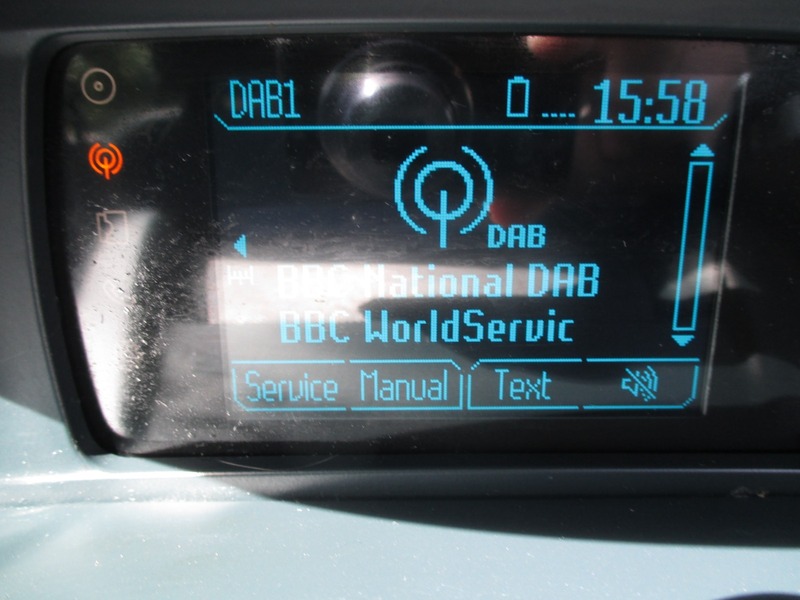 DAB1 15:58
DAB
BBC National DAB
BBC WorldServic
Service Manual Text